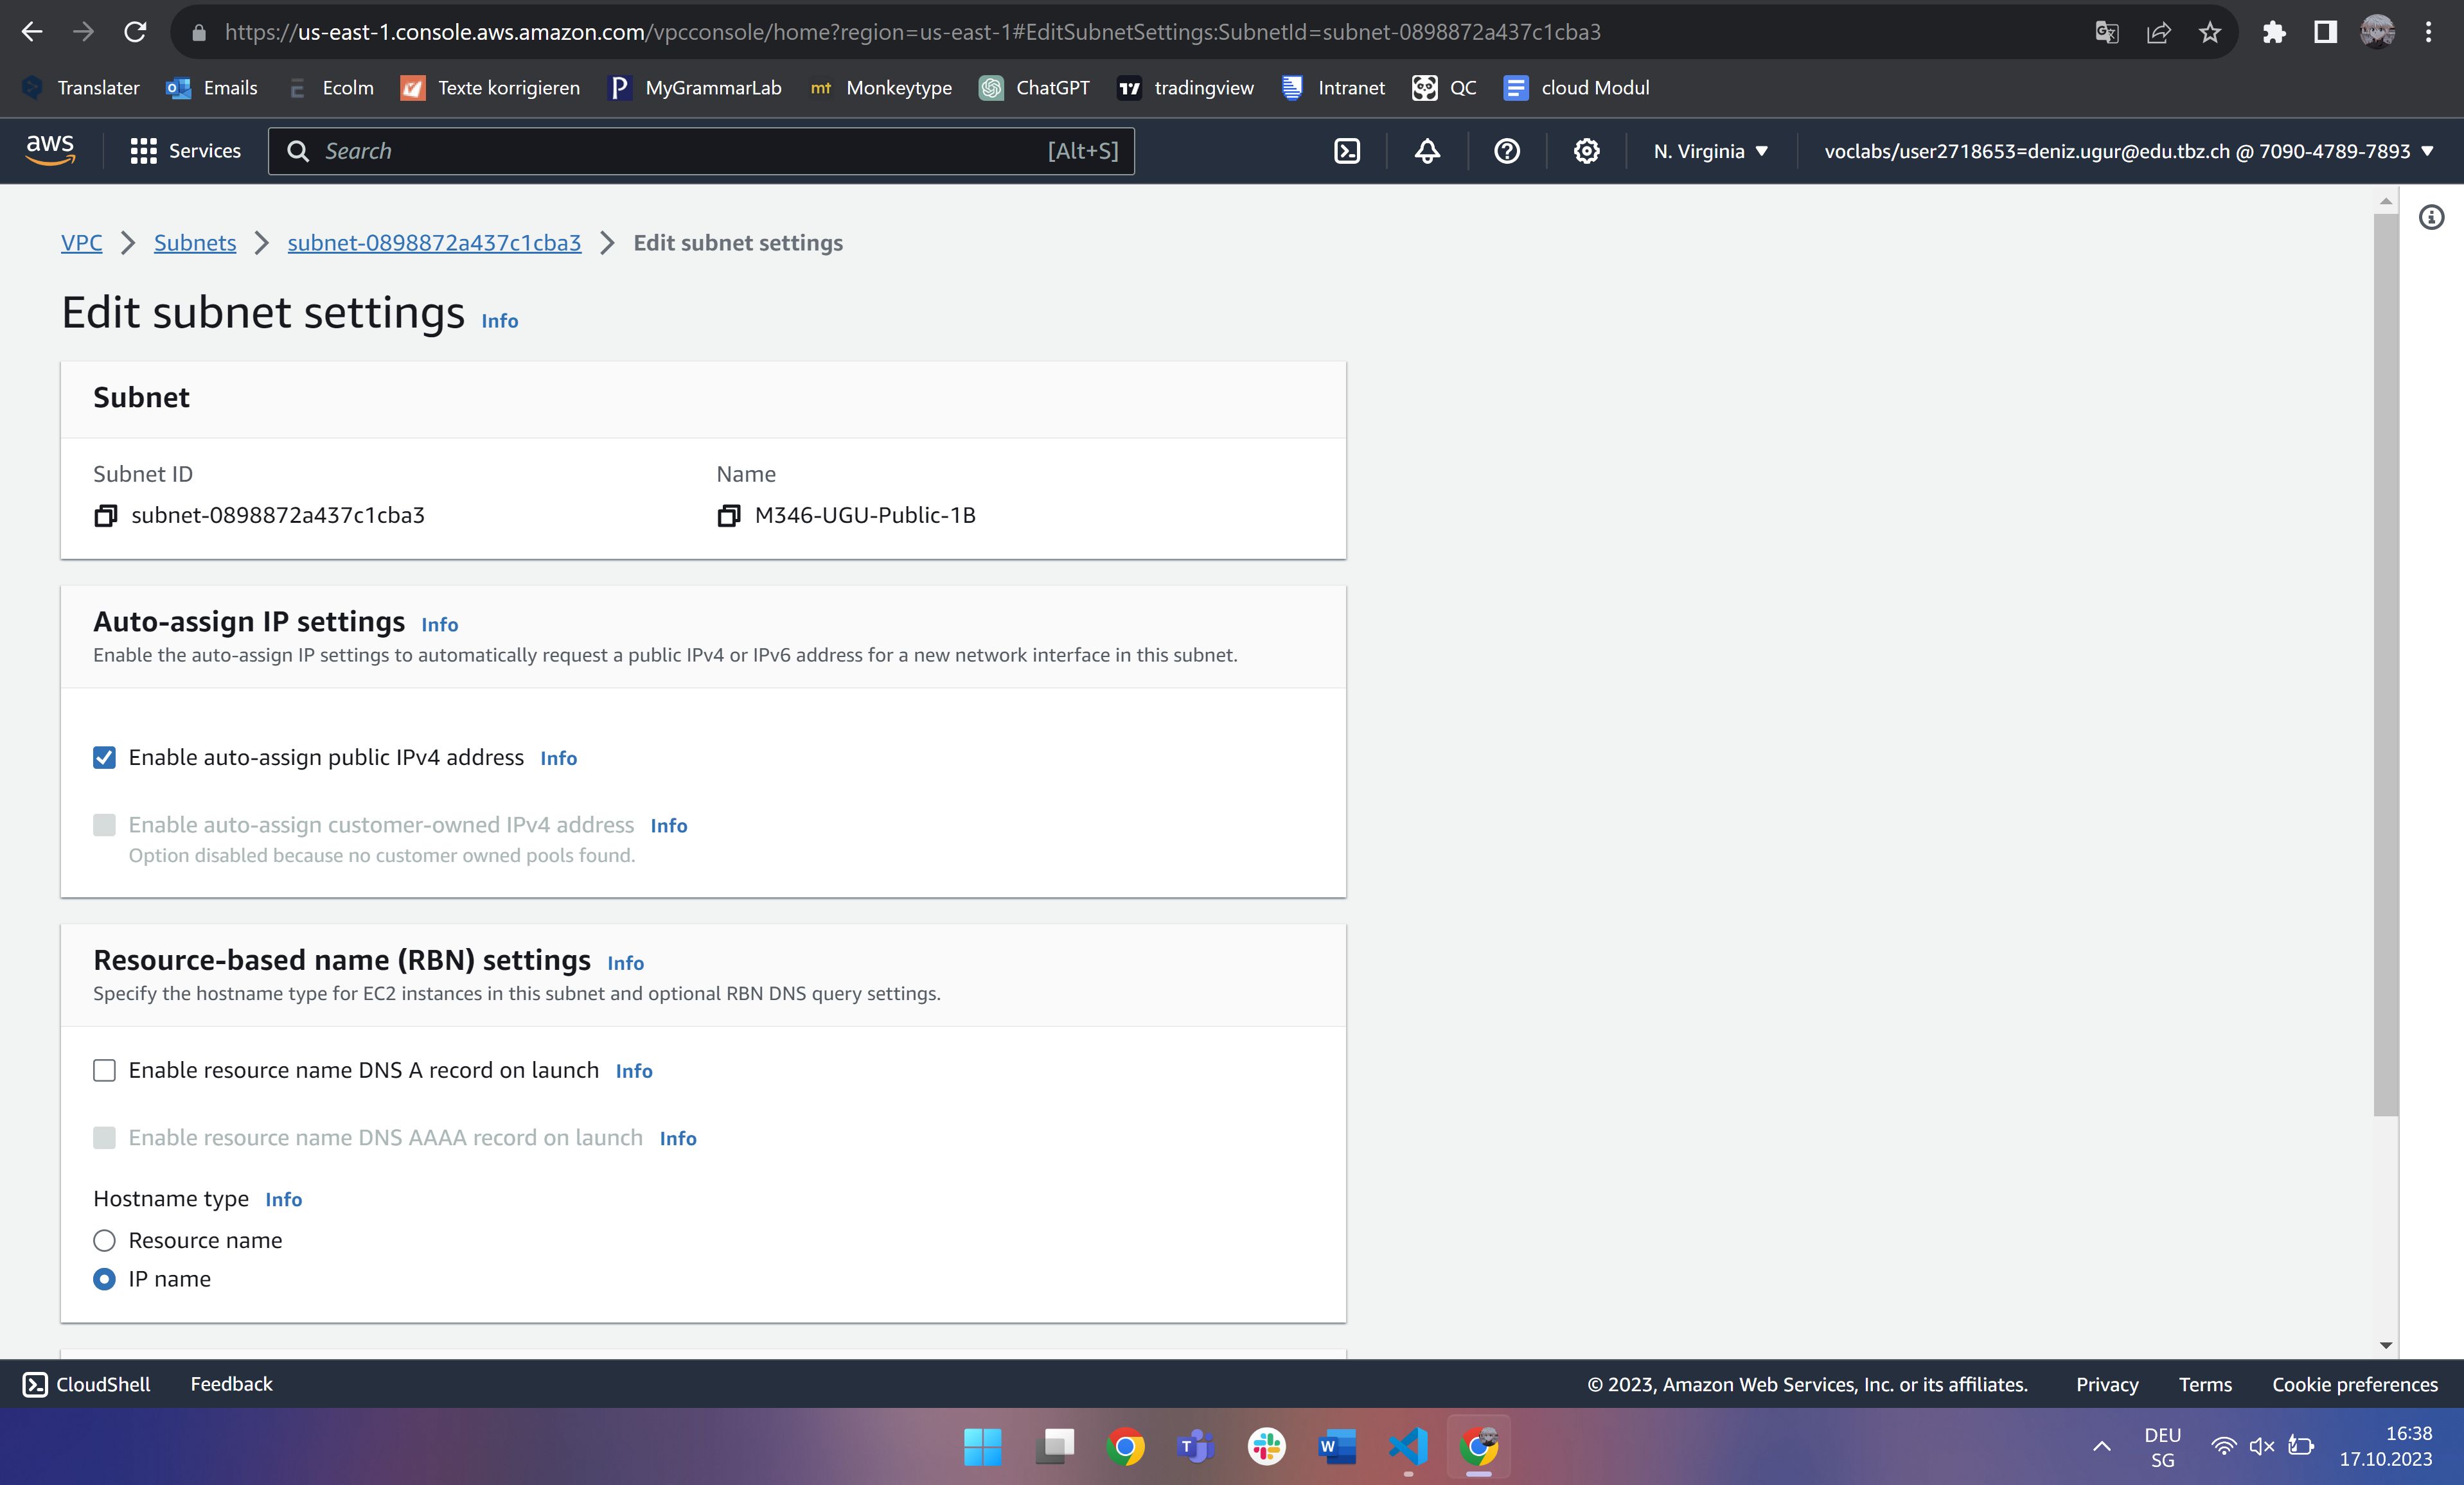 https://us-east-1.console.aws.amazon.com/vpcconsole/home?region=us-east-1#EditSubnetSettings:SubnetId=subnet-0898872a437c1cba3
Translater Emails Ecolm Texte korrigieren MyGrammarLab mt Monkeytype ChatGPT tradingview Intranet QC cloud Modul
aws Services Search [Alt+S] N. Virginia voclabs/user2718653=deniz.ugur@edu.tbz.ch @ 7090-4789-7893
VPC Subnets subnet-0898872a437c1cba3 Edit subnet settings
Edit subnet settings Info
Subnet
Subnet ID Name
subnet-0898872a437c1cba3 M346-UGU-Public-1B
Auto-assign IP settings Info
Enable the auto-assign IP settings to automatically request a public IPv4 or IPv6 address for a new network interface in this subnet.
Enable auto-assign public IPv4 address Info
Enable auto-assign customer-owned IPv4 address Info
Option disabled because no customer owned pools found.
Resource-based name (RBN) settings Info
Specify the hostname type for EC2 instances in this subnet and optional RBN DNS query settings.
Enable resource name DNS A record on launch Info
Enable resource name DNS AAAA record on launch Info
Hostname type Info
Resource name
IP name
CloudShell Feedback © 2023, Amazon Web Services, Inc. or its affiliates. Privacy Terms Cookie preferences
DEU 16:38
SG 17.10.2023